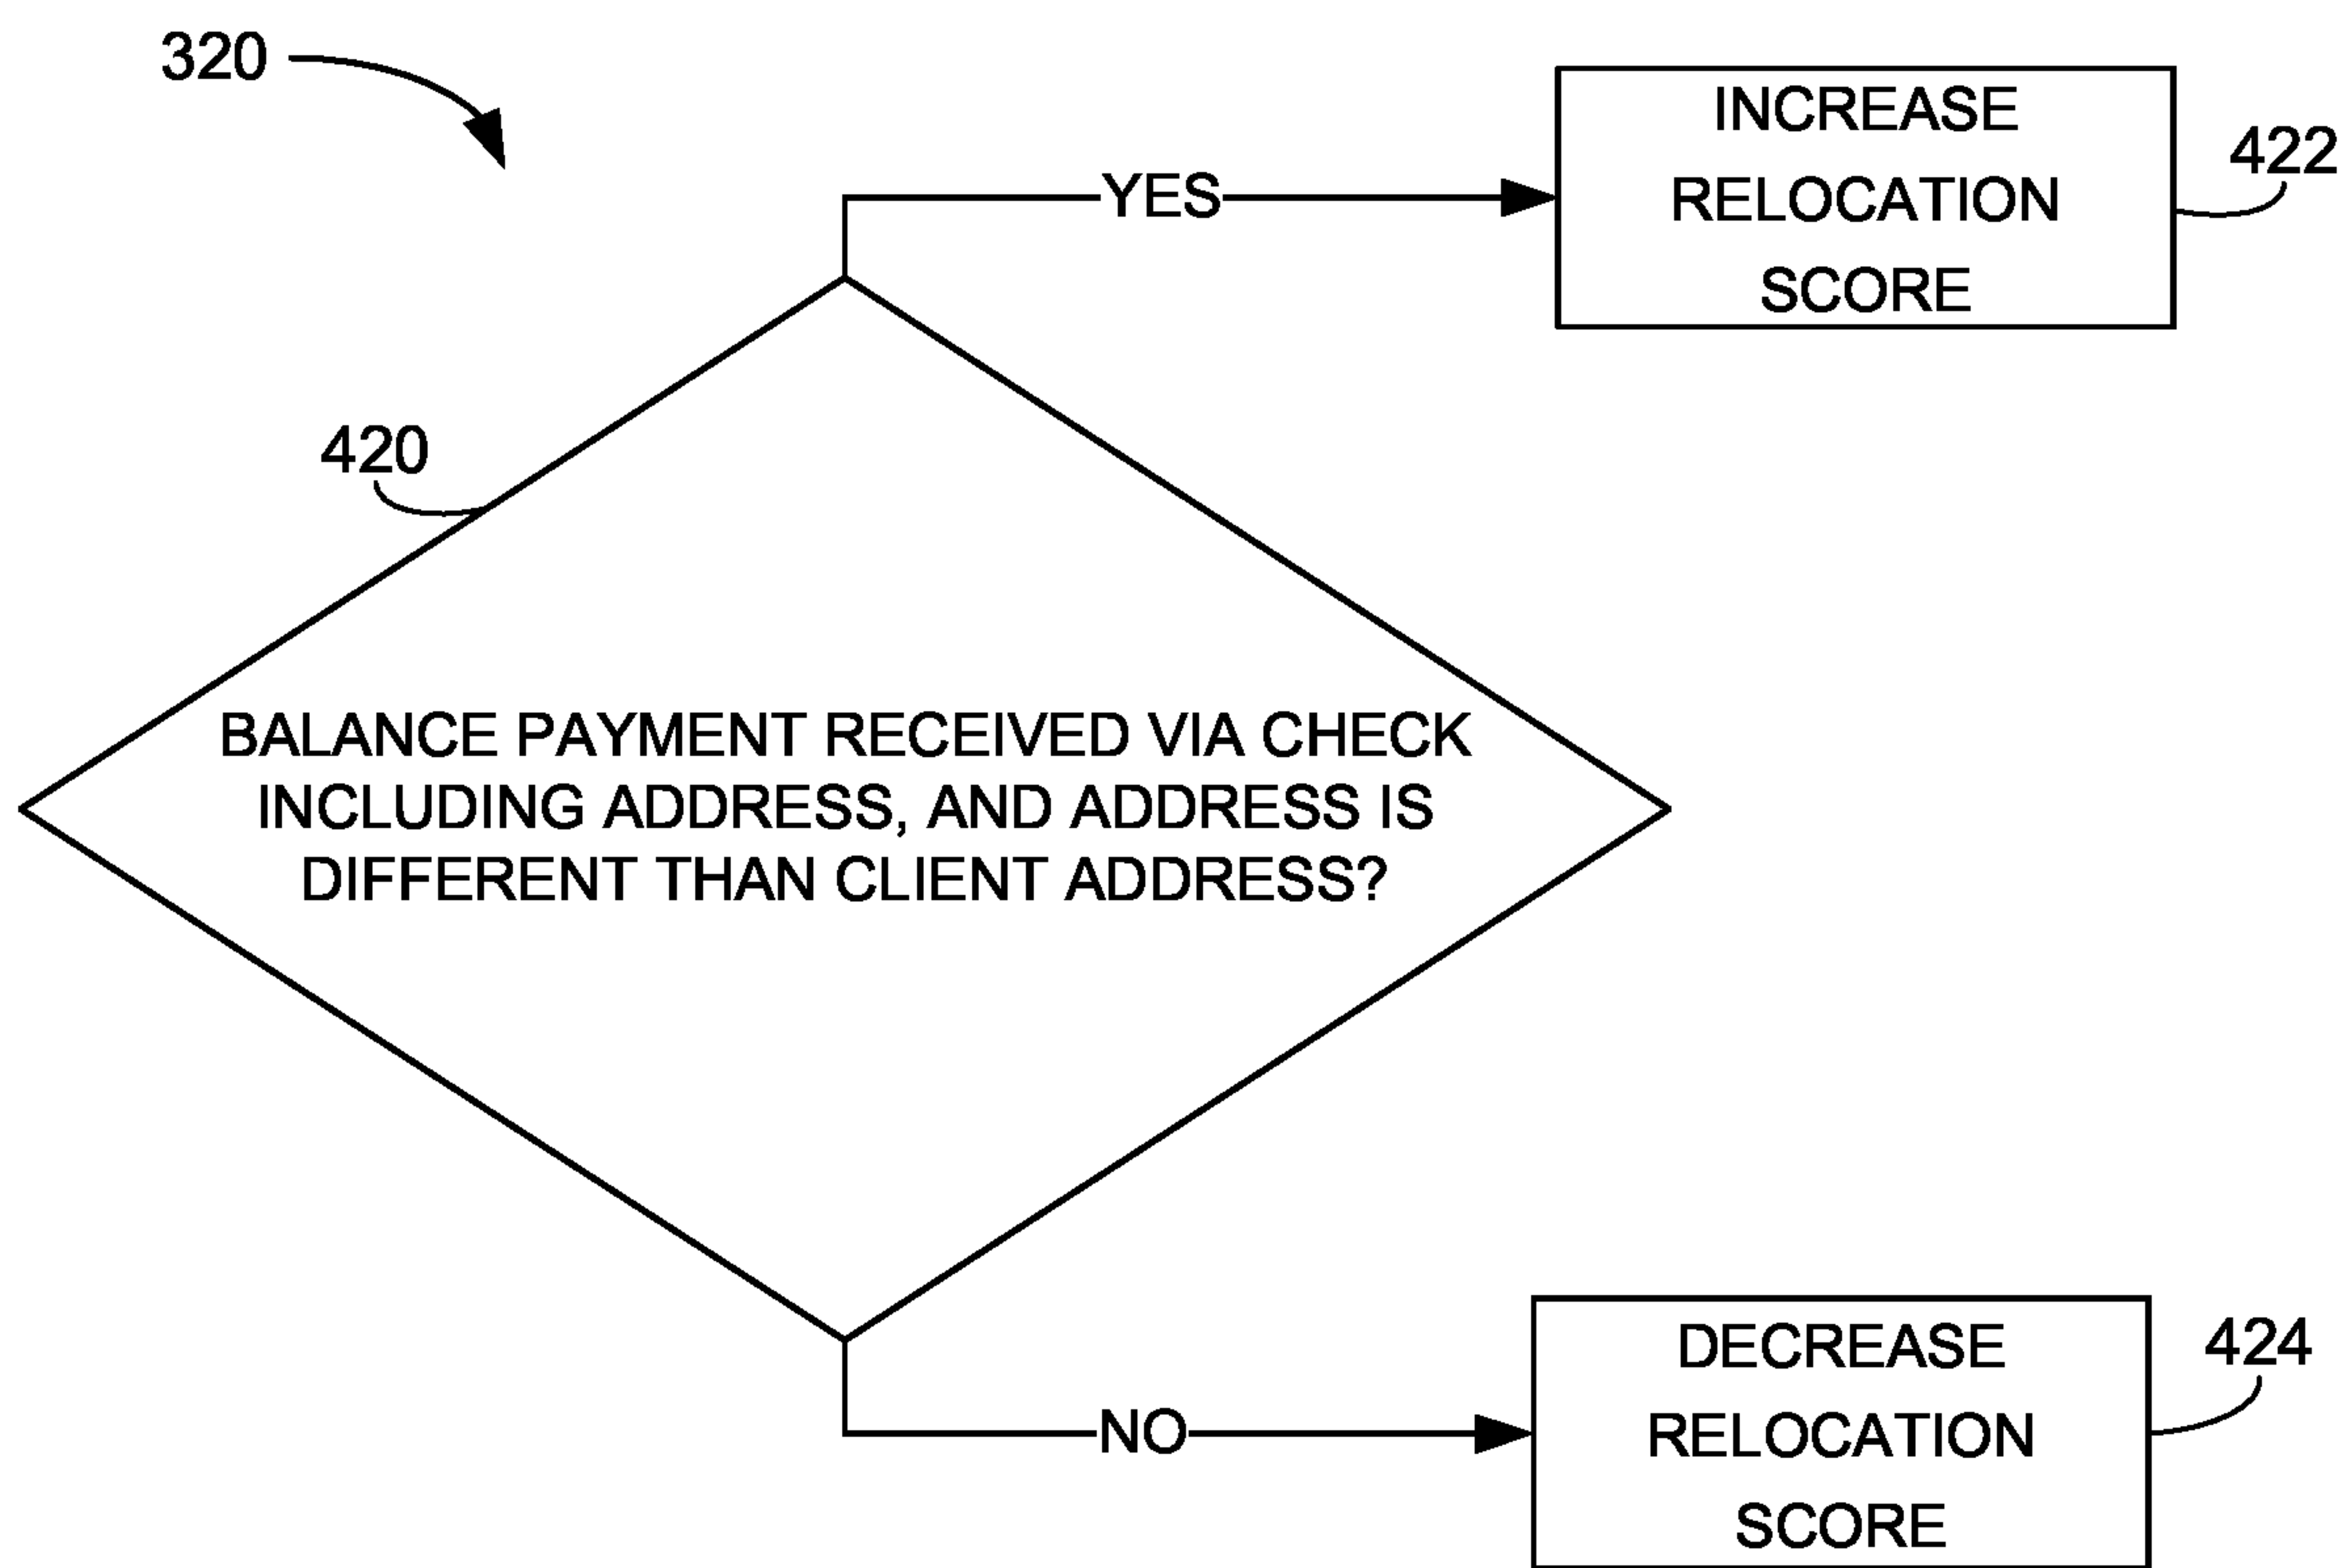 320
INCREASE
RELOCATION
SCORE
422
YES
420
BALANCE PAYMENT RECEIVED VIA CHECK
INCLUDING ADDRESS, AND ADDRESS IS
DIFFERENT THAN CLIENT ADDRESS?
DECREASE
RELOCATION
SCORE
424
NO